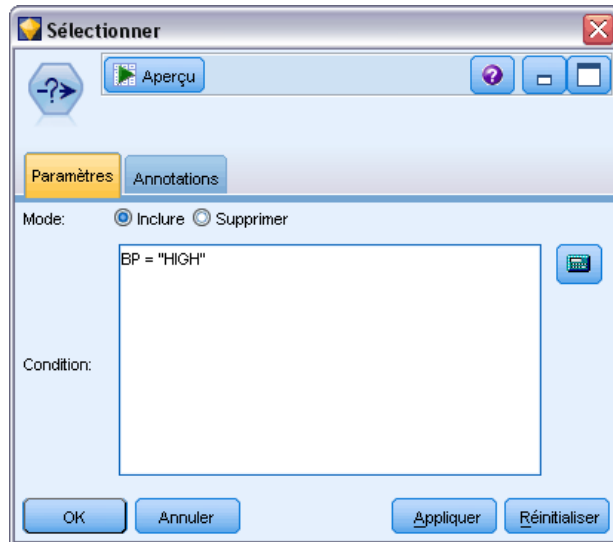 Sélectionner
-?->
Aperçu
?
Paramètres
Annotations
Mode:
Inclure
Supprimer
BP = "HIGH"
Condition:
OK
Annuler
Appliquer
Réinitialiser